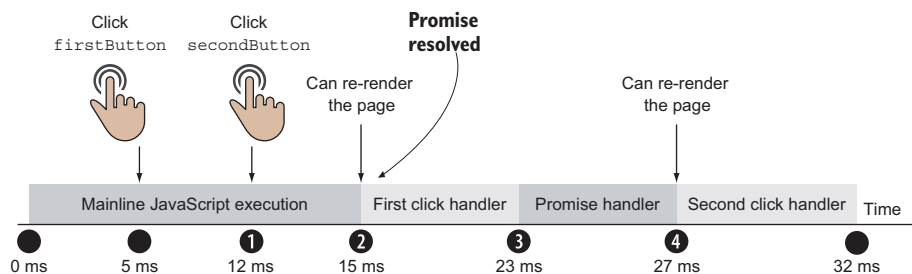 Click
firstButton
Click
secondButton
Promise
resolved
Can re-render
the page
Can re-render
the page
Mainline JavaScript execution
First click handler
Promise handler
Second click handler
Time
1
2
3
4
0 ms
5 ms
12 ms
15 ms
23 ms
27 ms
32 ms